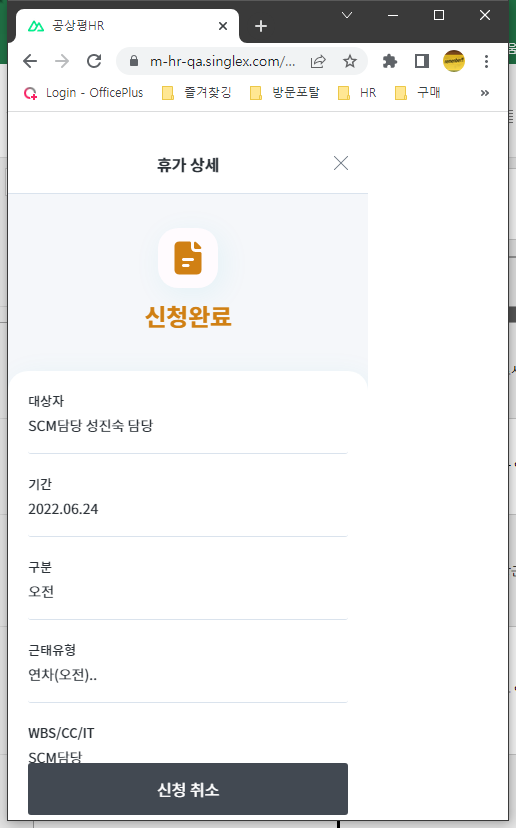 공상평HR
m-hr-qa.singlex.com/...
Login - OfficePlus
즐겨찾깅
방문포탈
HR
구매
휴가 상세
신청완료
대상자
SCM담당 성진숙 담당
기간
2022.06.24
구분
오전
근태유형
연차(오전)..
WBS/CC/IT
SCM담당
신청 취소